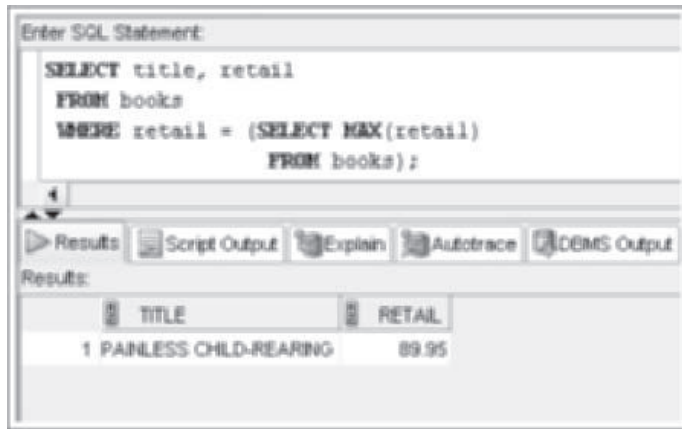 Enter SQL Statement:
SELECT title, retail
FROM books
WHERE retail = (SELECT MAX(retail)
FROM books);
Results Script Output Explain Autotrace DBMS Output
Results:
TITLE RETAIL
1 PAINLESS CHILD-REARING 89.95